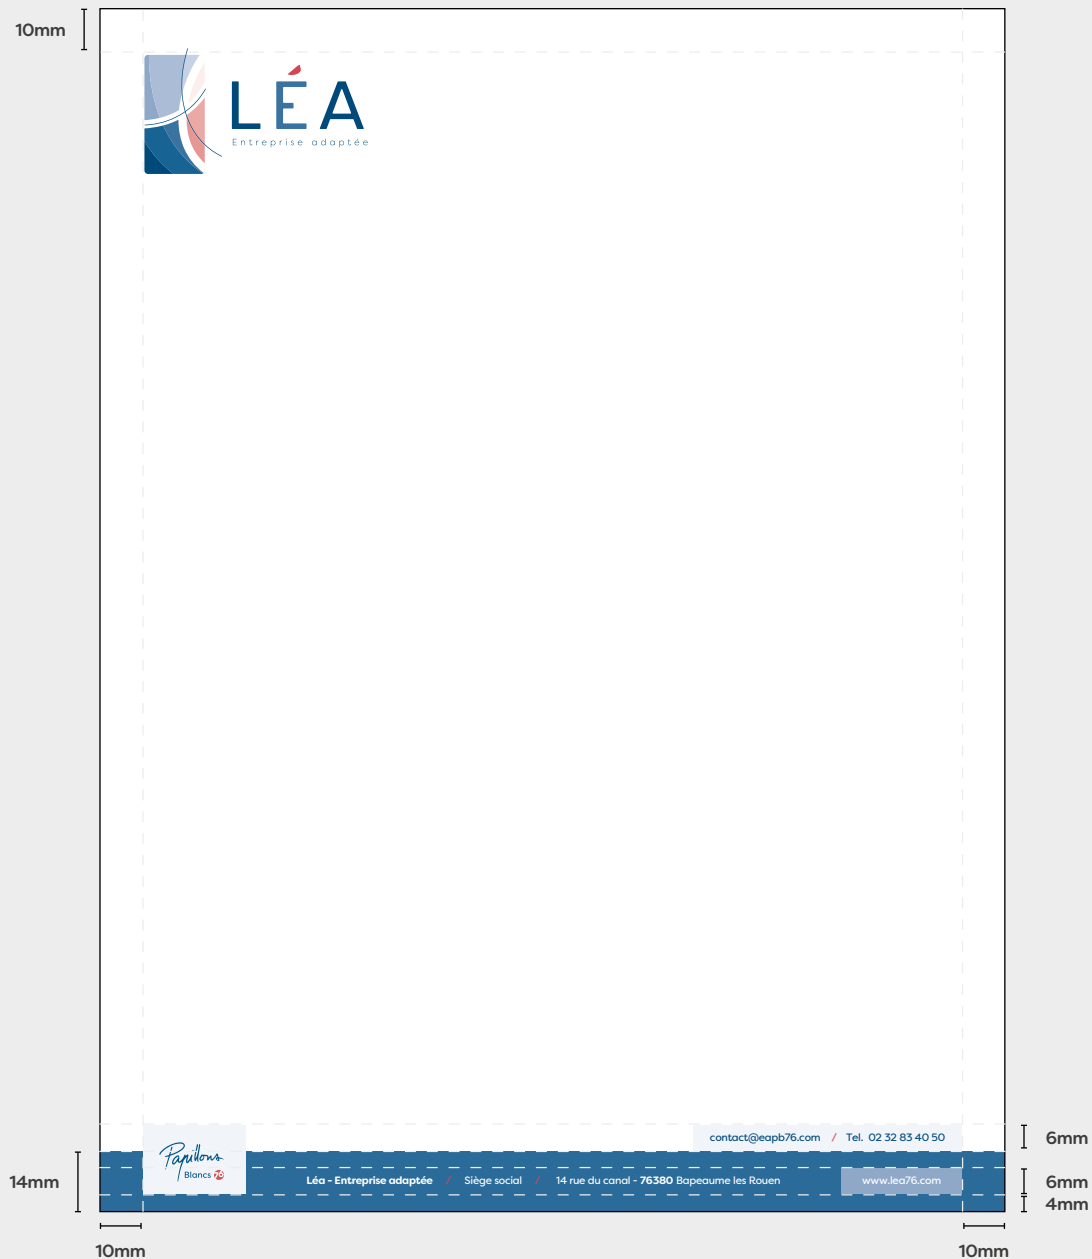 10mm
LÉA
Entreprise adaptée
contact@eapb76.com / Tel. 02 32 83 40 50
6mm
Papillons
Blancs 76
14mm
Léa - Entreprise adaptée / Siège social / 14 rue du canal - 76380 Bapeaume les Rouen
www.lea76.com
6mm
4mm
10mm
10mm